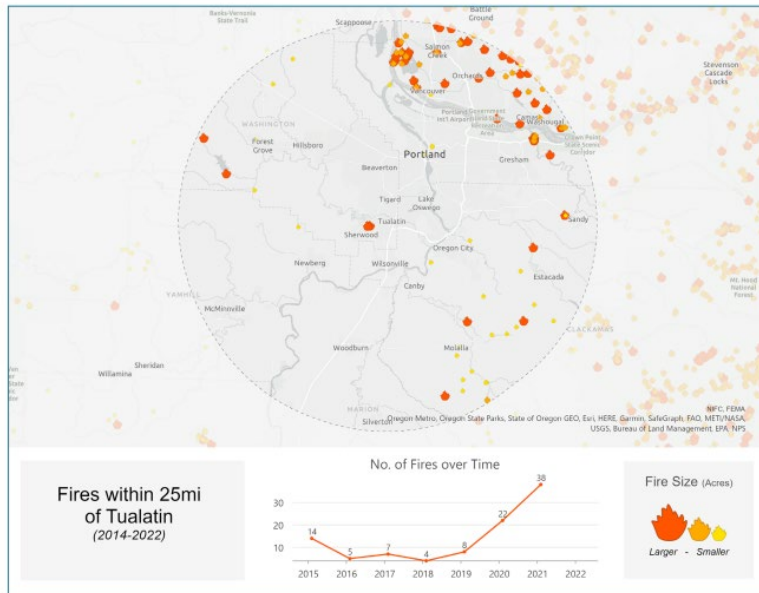 Banks-Vernonia
State Trail
Scappoose
Battle
Ground
Salmon
Creek
Stevenson
Cascade
Locks
Orchards
Vancouver
WASHINGTON
Camas
Washougal
Forest
Grove
Hillsboro
Portland
Crown Point
State Scenic
Corridor
Gresham
Beaverton
Tigard
Lake
Oswego
Tualatin
Sherwood
Sandy
Oregon City
Newberg
Wilsonville
Estacada
Canby
Mt. Hood
National
Forest
YAMHILL
McMinnville
CLACKAMAS
Woodburn
Molalla
Sheridan
Willamina
MARION
Silverton
NIFC, FEMA
Oregon Metro, Oregon State Parks, State of Oregon GEO, Esri, HERE, Garmin, SafeGraph, FAO, METI/NASA,
USGS, Bureau of Land Management, EPA, NPS
Fires within 25mi
of Tualatin
(2014-2022)
No. of Fires over Time
30
20
10
14
5
7
4
8
22
38
2015
2016
2017
2018
2019
2020
2021
2022
Fire Size (Acres)
Larger - Smaller